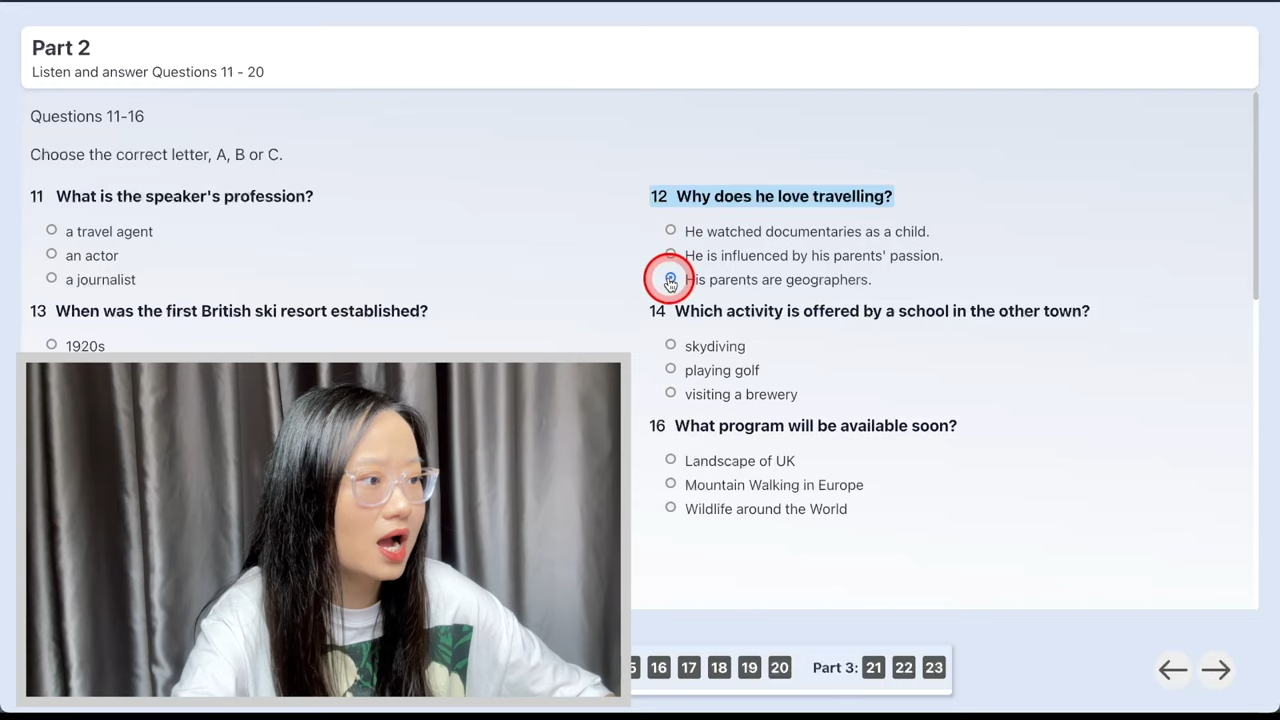 Part 2
Listen and answer Questions 11 - 20
Questions 11-16
Choose the correct letter, A, B or C.
11 What is the speaker's profession?
a travel agent
an actor
a journalist
12 Why does he love travelling?
He watched documentaries as a child.
He is influenced by his parents' passion.
His parents are geographers.
13 When was the first British ski resort established?
1920s
14 Which activity is offered by a school in the other town?
skydiving
playing golf
visiting a brewery
16 What program will be available soon?
Landscape of UK
Mountain Walking in Europe
Wildlife around the World
16 17 18 19 20 Part 3: 21 22 23